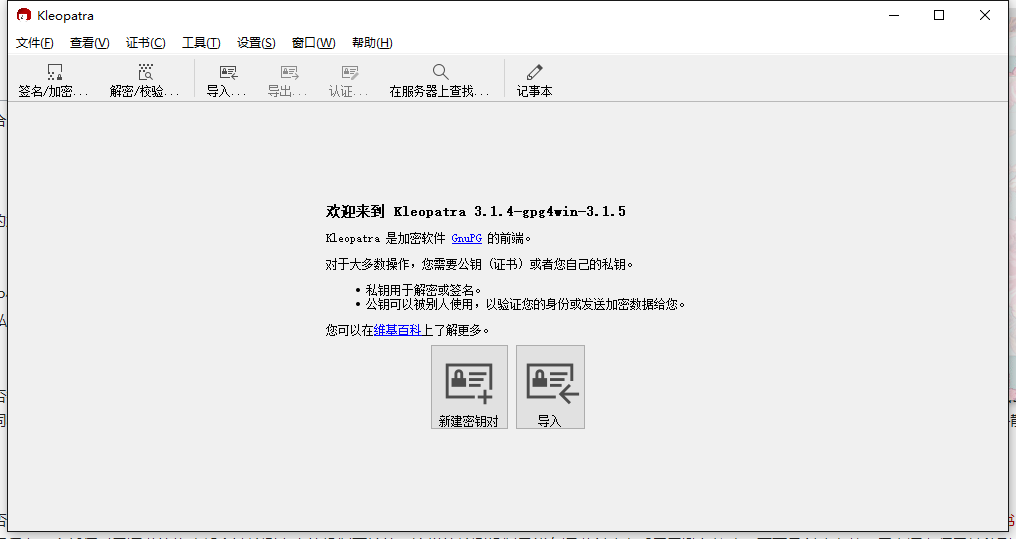 Kleopatra
文件(F) 查看(V) 证书(C) 工具(T) 设置(S) 窗口(W) 帮助(H)
签名/加密... 解密/校验... 导入... 导出... 认证... 在服务器上查找... 记事本
欢迎来到 Kleopatra 3.1.4-gpg4win-3.1.5
Kleopatra 是加密软件 GnuPG 的前端。
对于大多数操作，您需要公钥（证书）或者您自己的私钥。
• 私钥用于解密或签名。
• 公钥可以被别人使用，以验证您的身份或发送加密数据给您。
您可以在维基百科上了解更多。
新建密钥对 导入